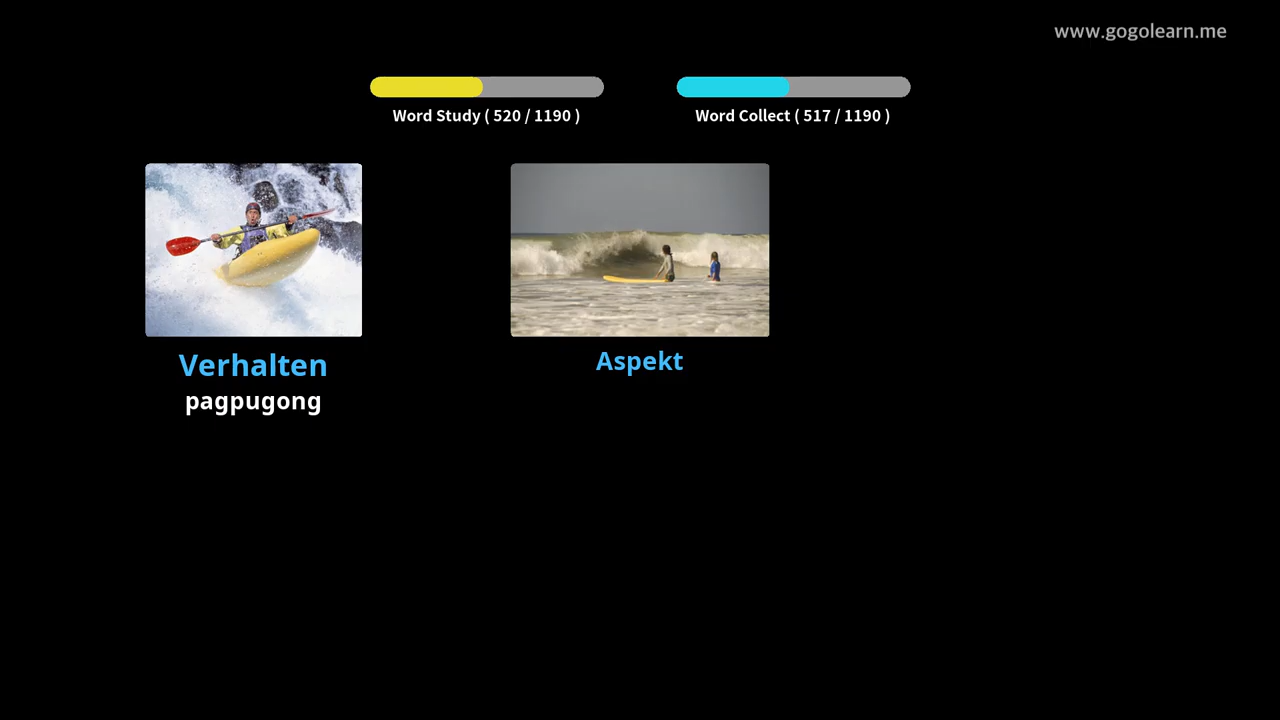 www.gogolearn.me
Word Study ( 520 / 1190 )
Word Collect ( 517 / 1190 )
Verhalten
pagpugong
Aspekt